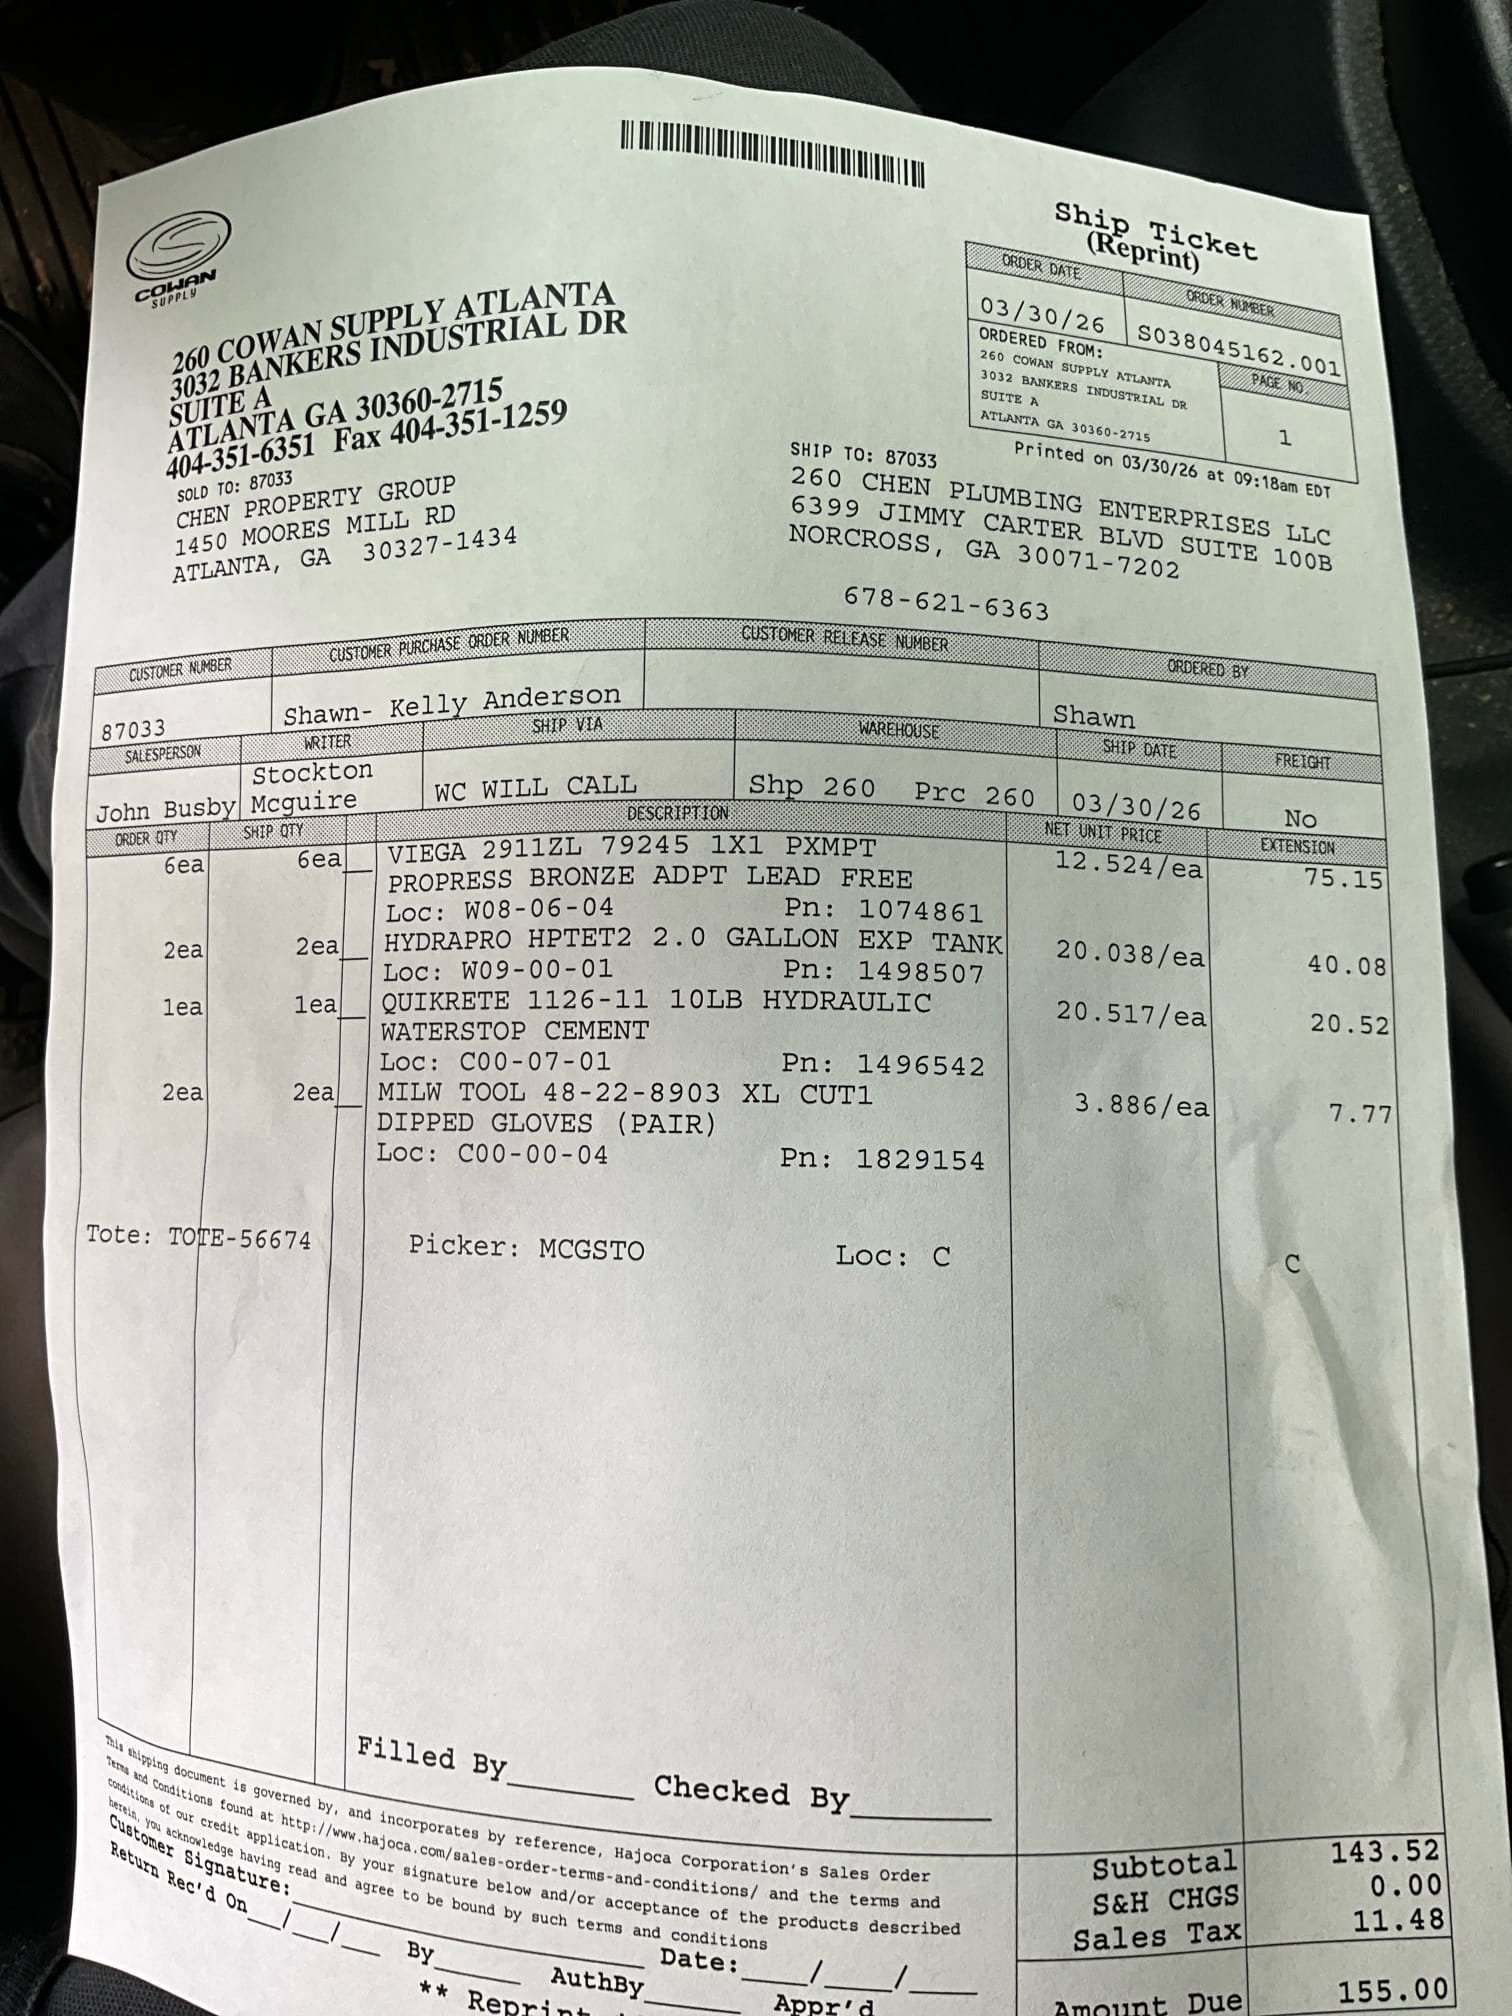 Ship Ticket
(Reprint)
COWAN
SUPPLY
260 COWAN SUPPLY ATLANTA
3032 BANKERS INDUSTRIAL DR
SUITE A
ATLANTA GA 30360-2715
404-351-6351 Fax 404-351-1259
ORDER DATE ORDER NUMBER
03/30/26 S038045162.001
ORDERED FROM: PAGE NO.
260 COWAN SUPPLY ATLANTA
3032 BANKERS INDUSTRIAL DR
SUITE A 1
ATLANTA GA 30360-2715
Printed on 03/30/26 at 09:18am EDT
SOLD TO: 87033
CHEN PROPERTY GROUP
1450 MOORES MILL RD
ATLANTA, GA 30327-1434
SHIP TO: 87033
260 CHEN PLUMBING ENTERPRISES LLC
6399 JIMMY CARTER BLVD SUITE 100B
NORCROSS, GA 30071-7202
678-621-6363
CUSTOMER NUMBER CUSTOMER PURCHASE ORDER NUMBER CUSTOMER RELEASE NUMBER ORDERED BY
87033 Shawn- Kelly Anderson Shawn
SALESPERSON WRITER SHIP VIA WAREHOUSE SHIP DATE FREIGHT
John Busby Stockton Mcguire WC WILL CALL Shp 260 Prc 260 03/30/26 No
ORDER QTY SHIP QTY DESCRIPTION NET UNIT PRICE EXTENSION
6ea 6ea__ VIEGA 2911ZL 79245 1X1 PXMPT 12.524/ea 75.15
PROPRESS BRONZE ADPT LEAD FREE
Loc: W08-06-04 Pn: 1074861
2ea 2ea__ HYDRAPRO HPTET2 2.0 GALLON EXP TANK 20.038/ea 40.08
Loc: W09-00-01 Pn: 1498507
1ea 1ea__ QUIKRETE 1126-11 10LB HYDRAULIC 20.517/ea 20.52
WATERSTOP CEMENT
Loc: C00-07-01 Pn: 1496542
2ea 2ea__ MILW TOOL 48-22-8903 XL CUT1 3.886/ea 7.77
DIPPED GLOVES (PAIR)
Loc: C00-00-04 Pn: 1829154
Tote: TOTE-56674 Picker: MCGSTO Loc: C C
Filled By_______ Checked By________
This shipping document is governed by, and incorporates by reference, Hajoca Corporation's Sales Order
Terms and Conditions found at http://www.hajoca.com/sales-order-terms-and-conditions/ and the terms and
conditions of our credit application. By your signature below and/or acceptance of the products described
herein, you acknowledge having read and agree to be bound by such terms and conditions
Customer Signature:____________________ Date:____/____/____
Return Rec'd On__/__/__ By_____ AuthBy______ Appr'd
** Reprint
Subtotal 143.52
S&H CHGS 0.00
Sales Tax 11.48
Amount Due 155.00